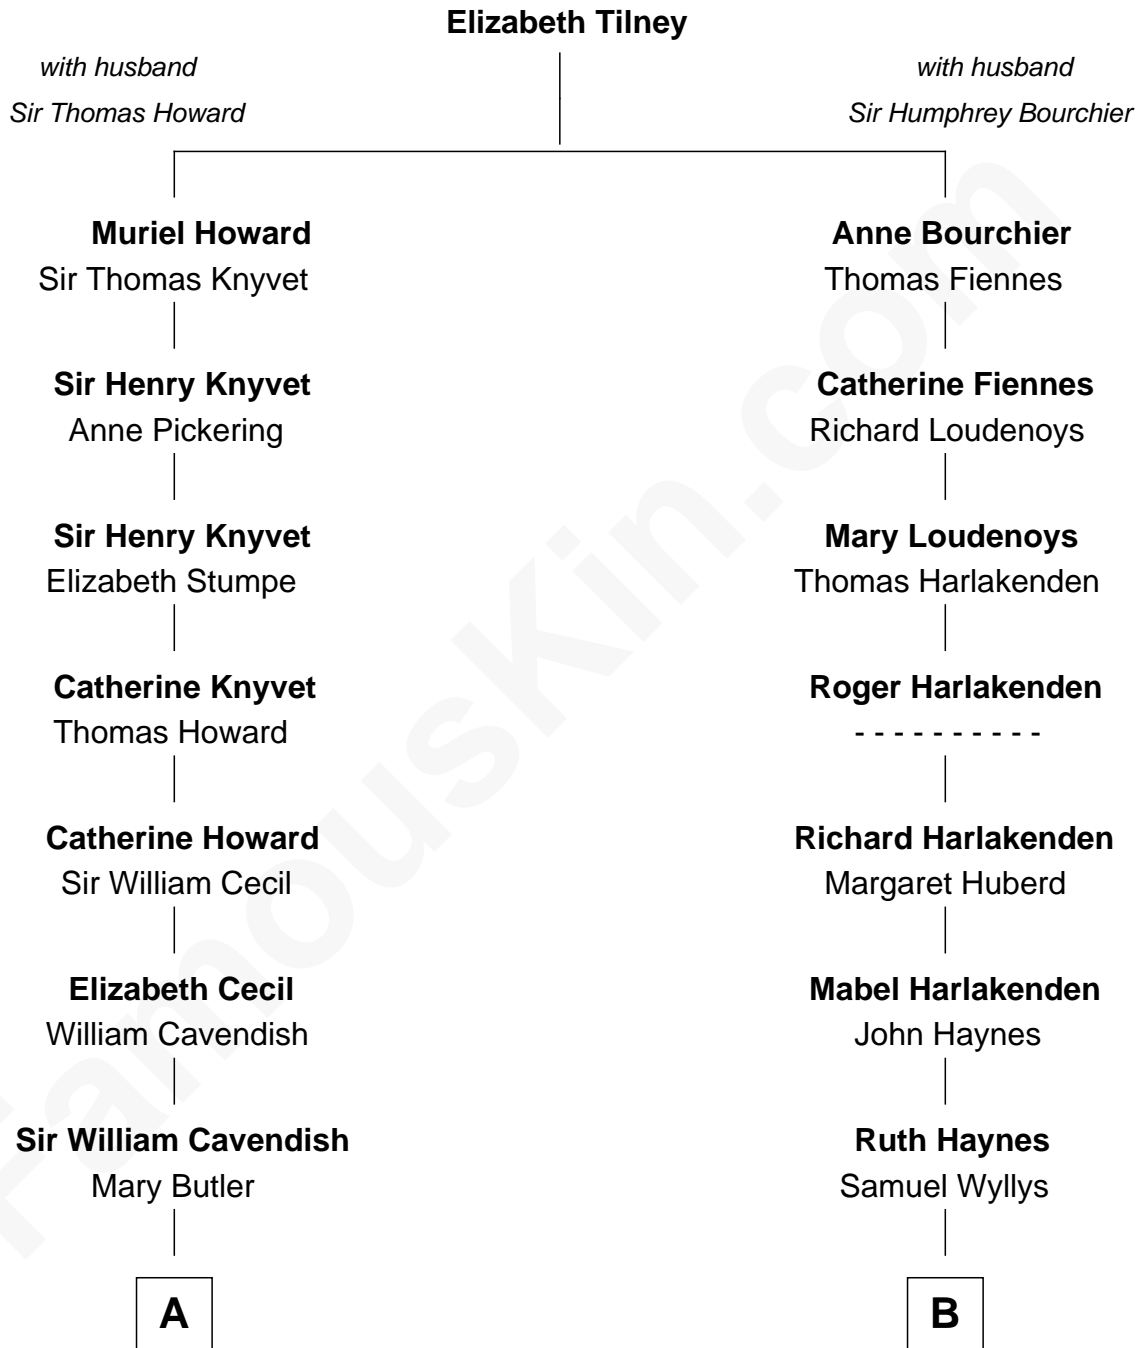 Elizabeth Tilney
with husband
Sir Thomas Howard
with husband
Sir Humphrey Bourchier
Muriel Howard
Sir Thomas Knyvet
Anne Bourchier
Thomas Fiennes
Sir Henry Knyvet
Anne Pickering
Catherine Fiennes
Richard Loudenoys
Sir Henry Knyvet
Elizabeth Stumpe
Mary Loudenoys
Thomas Harlakenden
Catherine Knyvet
Thomas Howard
Roger Harlakenden
- - - - - - - - - -
Catherine Howard
Sir William Cecil
Richard Harlakenden
Margaret Huberd
Elizabeth Cecil
William Cavendish
Mabel Harlakenden
John Haynes
Sir William Cavendish
Mary Butler
Ruth Haynes
Samuel Wyllys
A
B
FamousKin.com